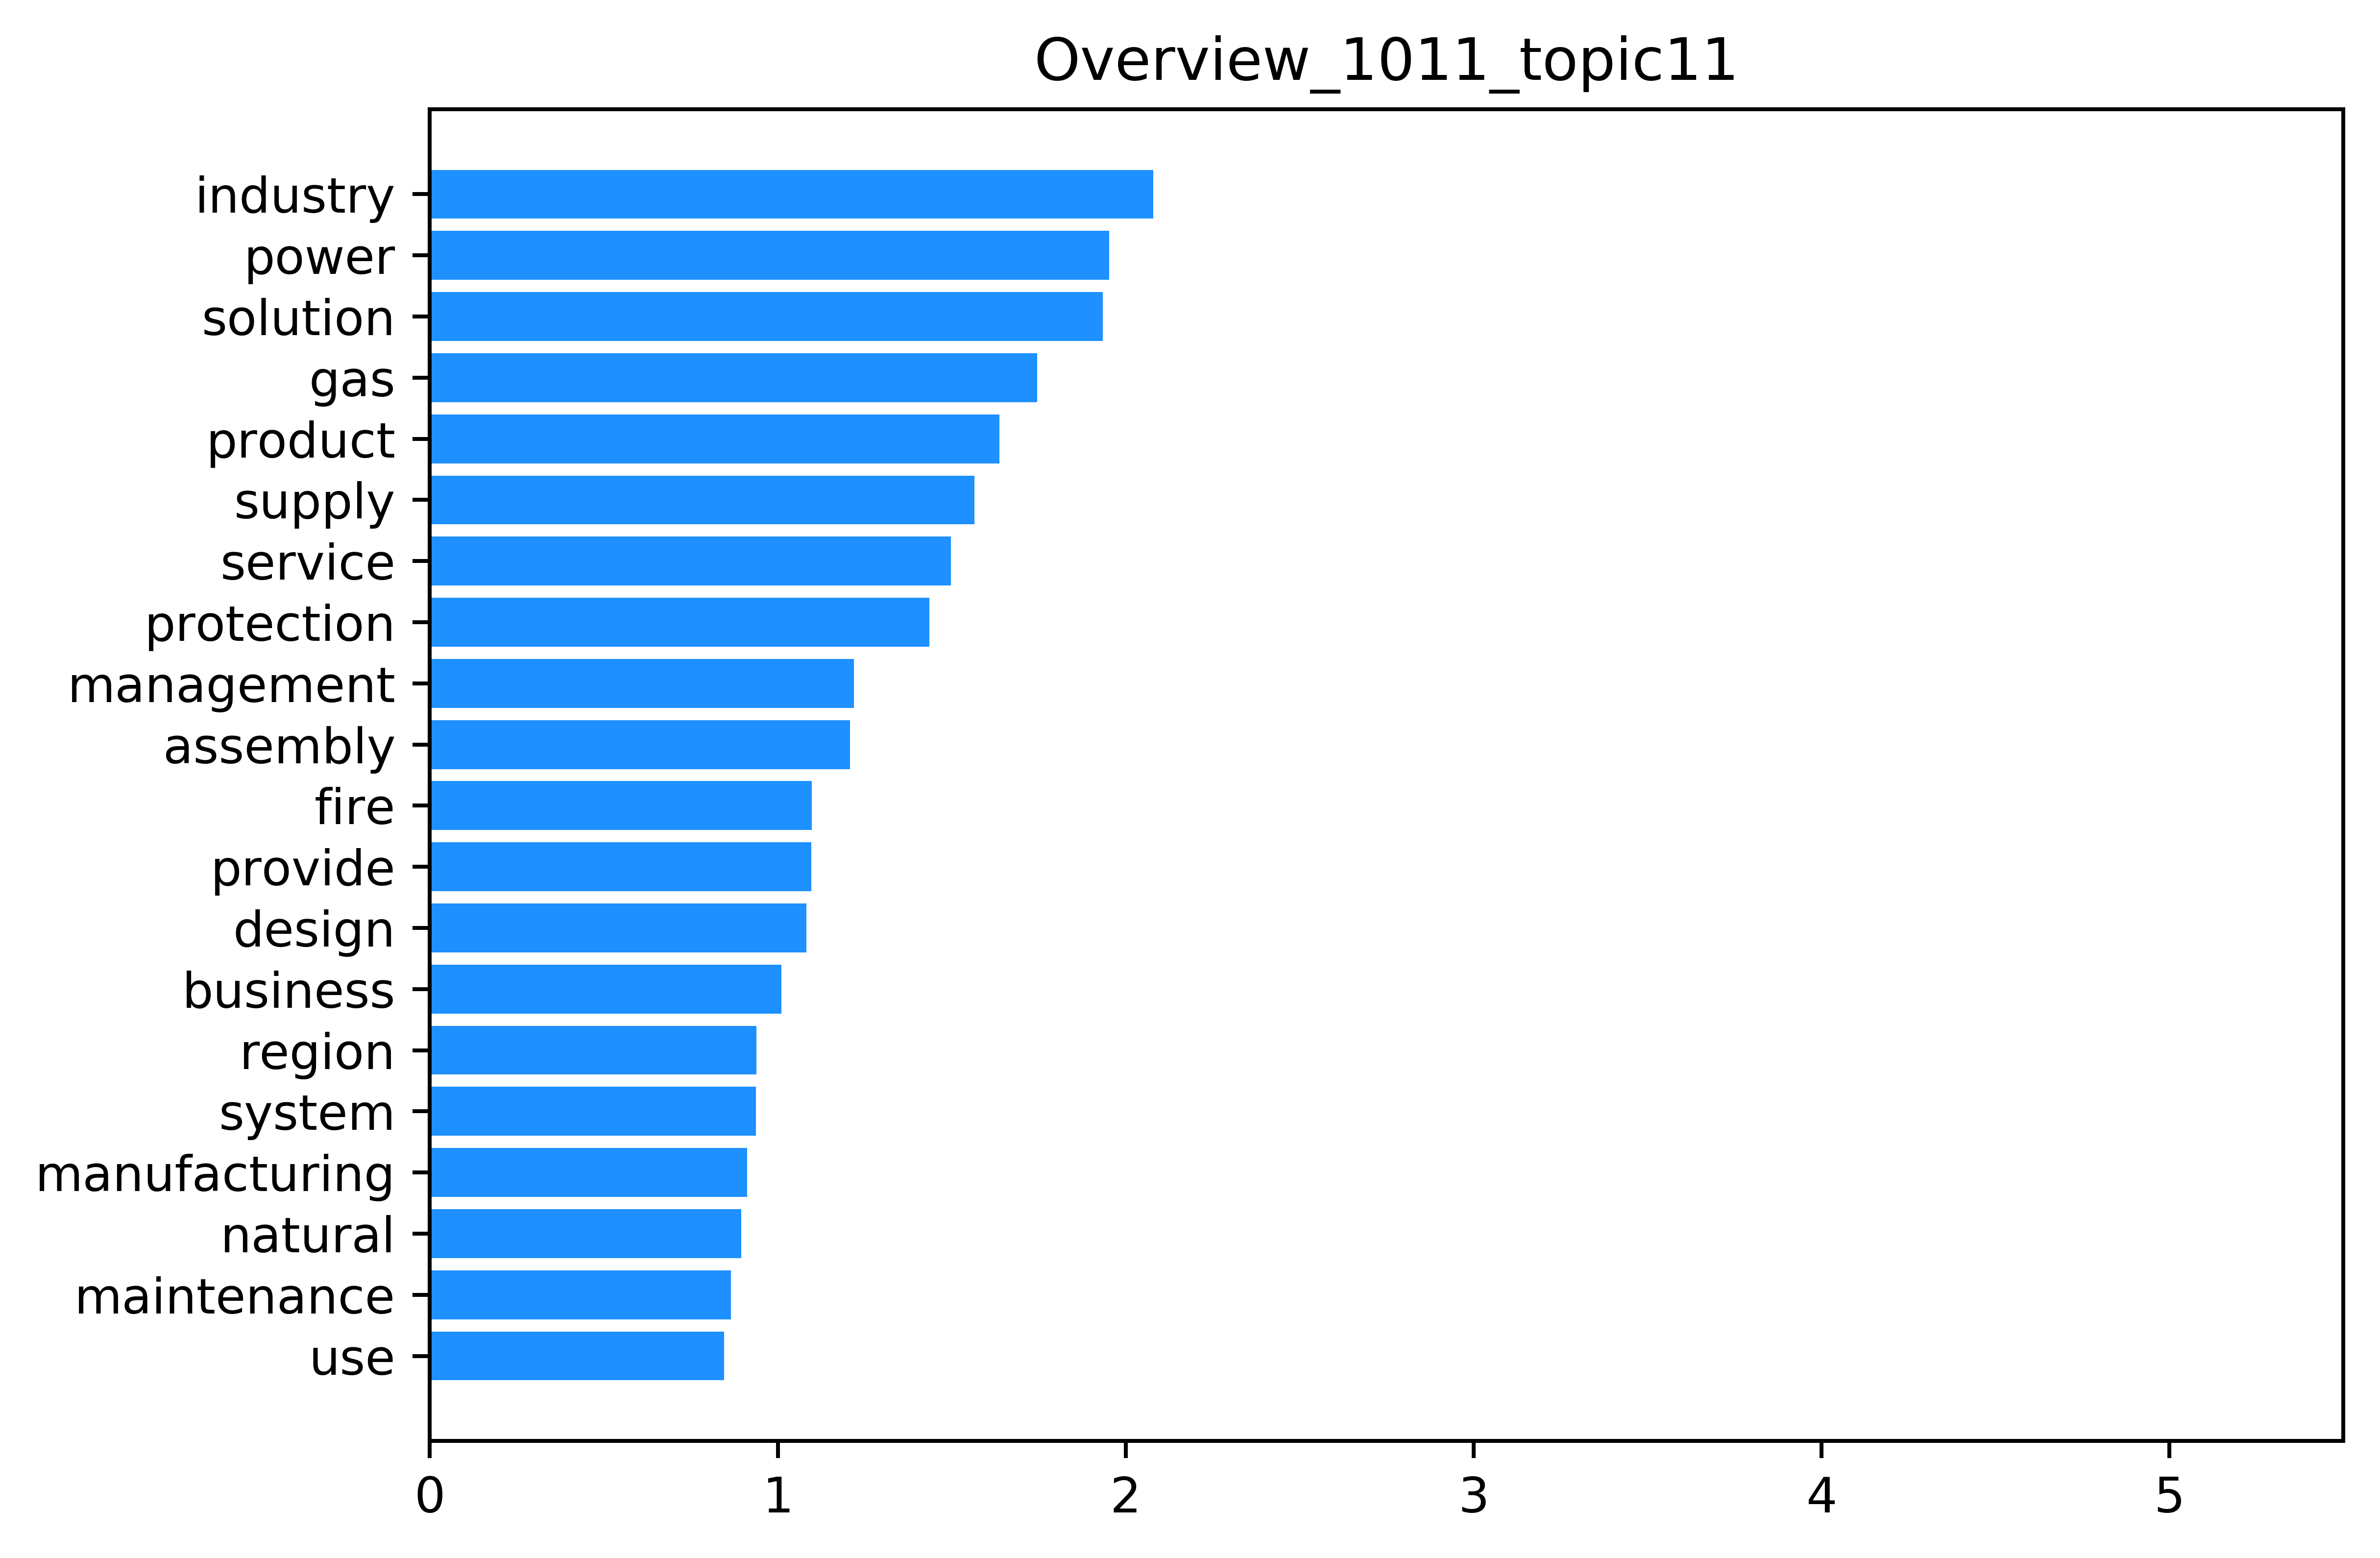 Overview_1011_topic11
industry
power
solution
gas
product
supply
service
protection
management
assembly
fire
provide
design
business
region
system
manufacturing
natural
maintenance
use
0 1 2 3 4 5